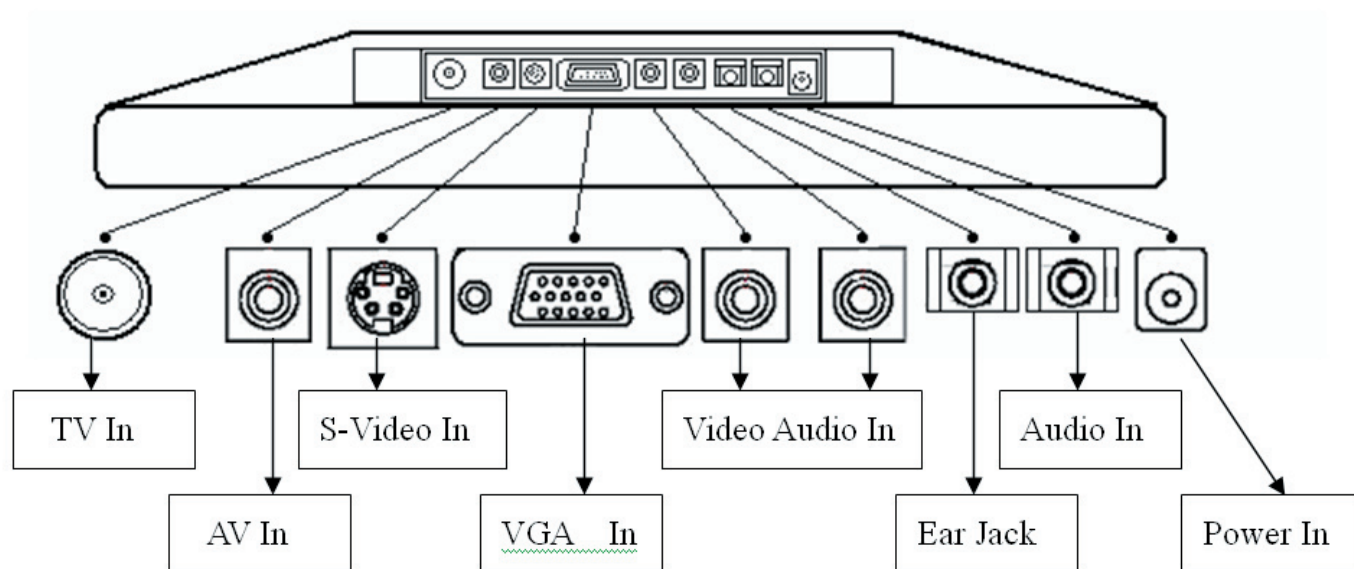 TV In
S-Video In
Video Audio In
Audio In
AV In
VGA In
Ear Jack
Power In